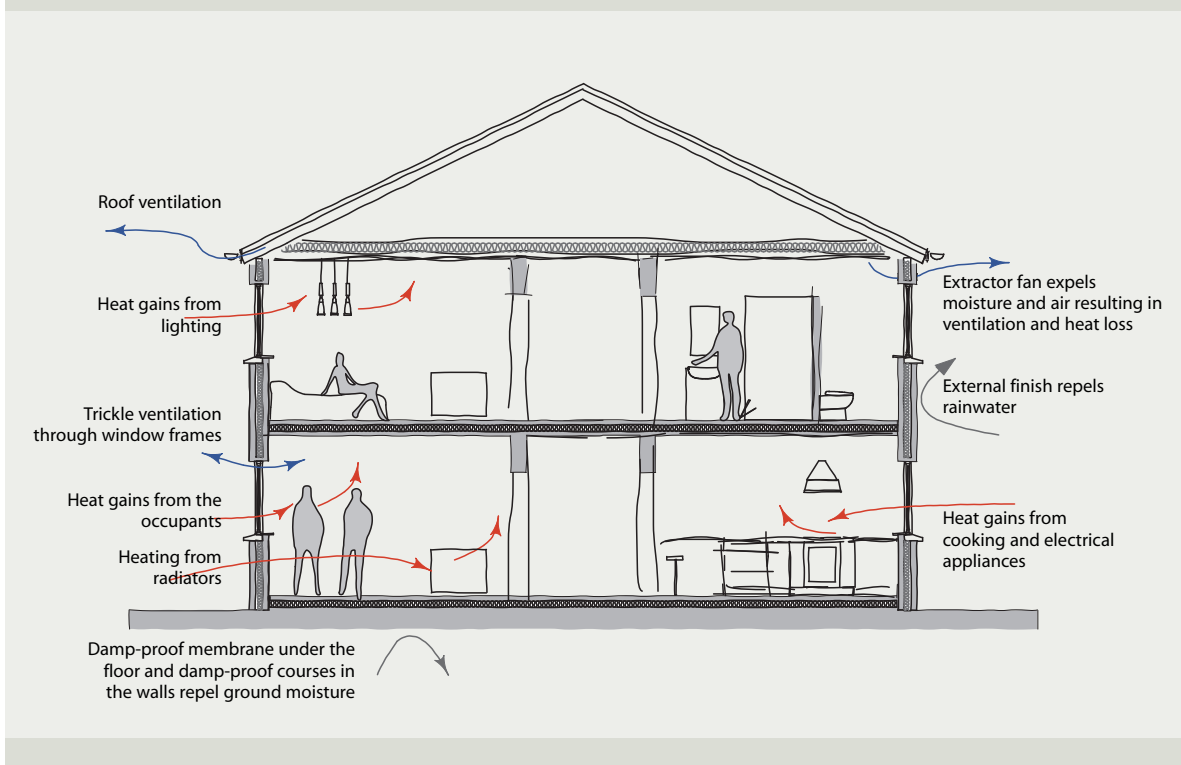 Roof ventilation
Heat gains from
lighting
Trickle ventilation
through window frames
Heat gains from the
occupants
Heating from
radiators
Damp-proof membrane under the
floor and damp-proof courses in
the walls repel ground moisture
Extractor fan expels
moisture and air resulting in
ventilation and heat loss
External finish repels
rainwater
Heat gains from
cooking and electrical
appliances